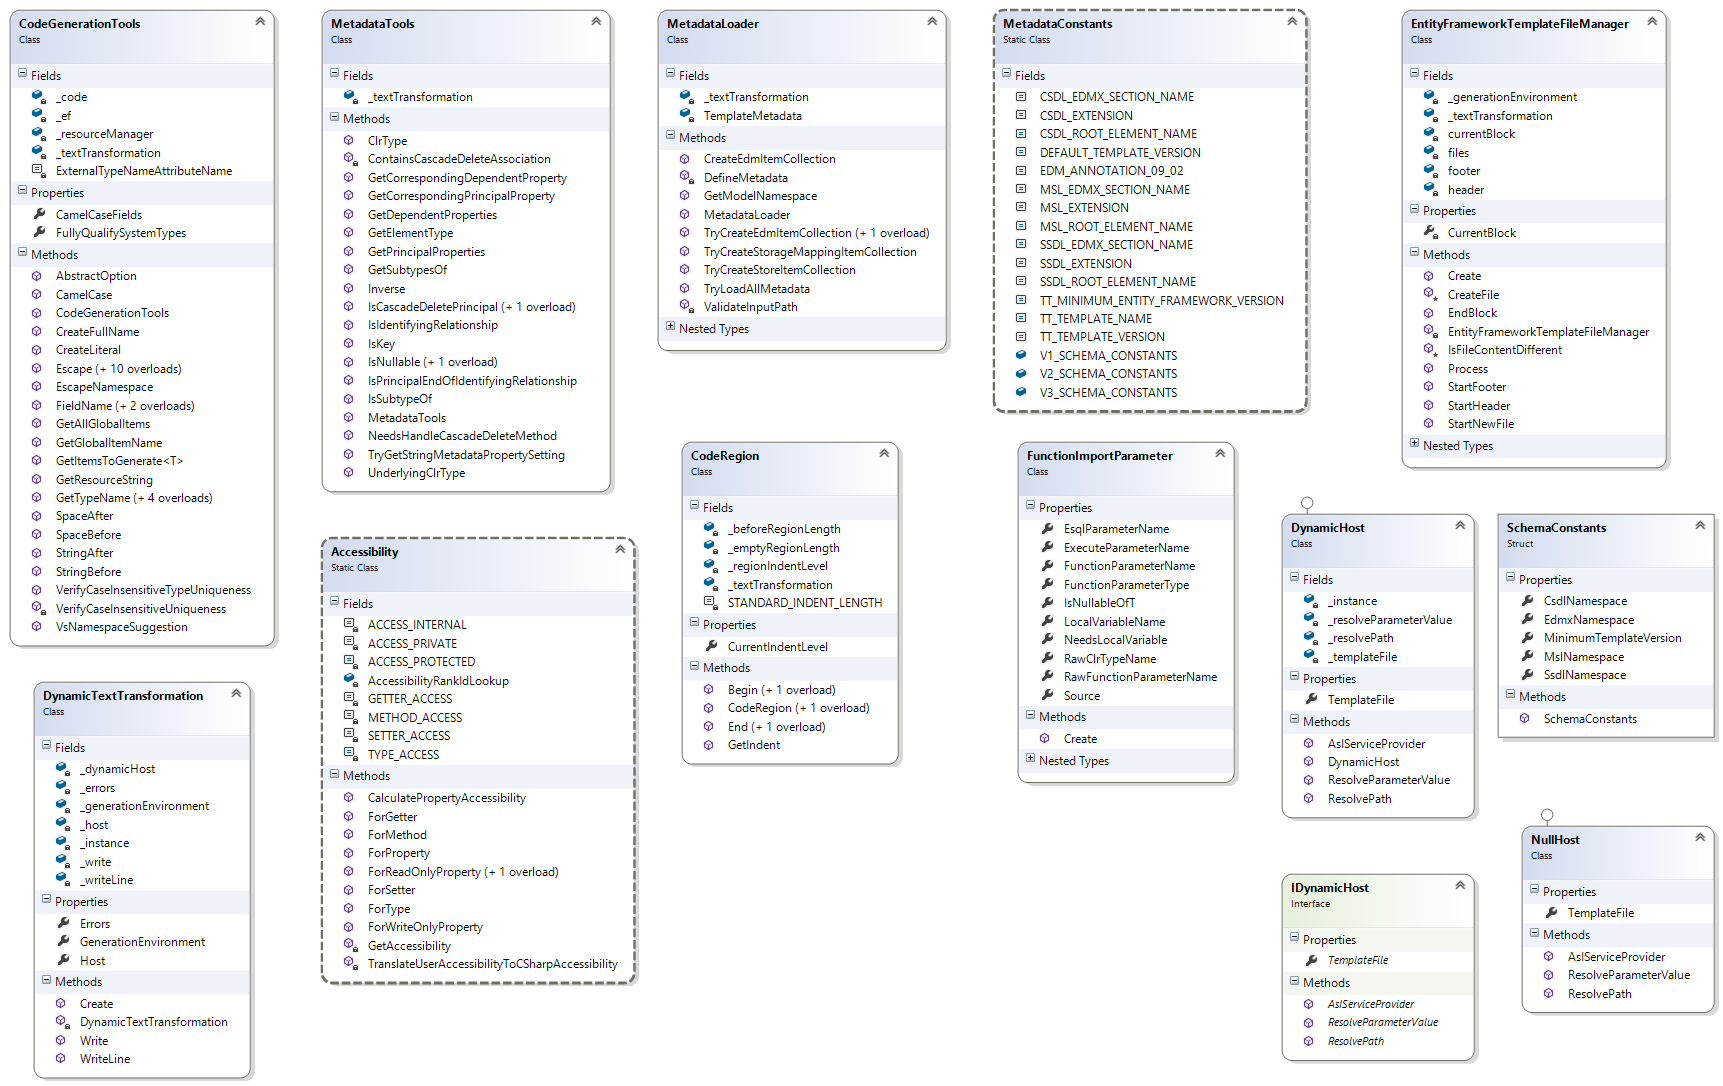 CodeGenerationTools
Class
Fields
_code
_ef
_resourceManager
_textTransformation
ExternalTypeNameAttributeName
Properties
CamelCaseFields
FullyQualifySystemTypes
Methods
AbstractOption
CamelCase
CodeGenerationTools
CreateFullName
CreateLiteral
Escape (+ 10 overloads)
EscapeNamespace
FieldName (+ 2 overloads)
GetAllGlobalItems
GetGlobalItemName
GetItemsToGenerate<T>
GetResourceString
GetTypeName (+ 4 overloads)
SpaceAfter
SpaceBefore
StringAfter
StringBefore
VerifyCaseInsensitiveTypeUniqueness
VerifyCaseInsensitiveUniqueness
VsNamespaceSuggestion
DynamicTextTransformation
Class
Fields
_dynamicHost
_errors
_generationEnvironment
_host
_instance
_write
_writeLine
Properties
Errors
GenerationEnvironment
Host
Methods
Create
DynamicTextTransformation
Write
WriteLine
MetadataTools
Class
Fields
_textTransformation
Methods
ClrType
ContainsCascadeDeleteAssociation
GetCorrespondingDependentProperty
GetCorrespondingPrincipalProperty
GetDependentProperties
GetElementType
GetPrincipalProperties
GetSubtypesOf
Inverse
IsCascadeDeletePrincipal (+ 1 overload)
IsIdentifyingRelationship
IsKey
IsNullable (+ 1 overload)
IsPrincipalEndOfIdentifyingRelationship
IsSubtypeOf
MetadataTools
NeedsHandleCascadeDeleteMethod
TryGetStringMetadataPropertySetting
UnderlyingClrType
Accessibility
Static Class
Fields
ACCESS_INTERNAL
ACCESS_PRIVATE
ACCESS_PROTECTED
AccessibilityRankIdLookup
GETTER_ACCESS
METHOD_ACCESS
SETTER_ACCESS
TYPE_ACCESS
Methods
CalculatePropertyAccessibility
ForGetter
ForMethod
ForProperty
ForReadOnlyProperty (+ 1 overload)
ForSetter
ForType
ForWriteOnlyProperty
GetAccessibility
TranslateUserAccessibilityToCSharpAccessibility
MetadataLoader
Class
Fields
_textTransformation
TemplateMetadata
Methods
CreateEdmItemCollection
DefineMetadata
GetModelNamespace
MetadataLoader
TryCreateEdmItemCollection (+ 1 overload)
TryCreateStorageMappingItemCollection
TryCreateStoreItemCollection
TryLoadAllMetadata
ValidateInputPath
Nested Types
CodeRegion
Class
Fields
_beforeRegionLength
_emptyRegionLength
_regionIndentLevel
_textTransformation
STANDARD_INDENT_LENGTH
Properties
CurrentIndentLevel
Methods
Begin (+ 1 overload)
CodeRegion (+ 1 overload)
End (+ 1 overload)
GetIndent
MetadataConstants
Static Class
Fields
CSDL_EDMX_SECTION_NAME
CSDL_EXTENSION
CSDL_ROOT_ELEMENT_NAME
DEFAULT_TEMPLATE_VERSION
EDM_ANNOTATION_09_02
MSL_EDMX_SECTION_NAME
MSL_EXTENSION
MSL_ROOT_ELEMENT_NAME
SSDL_EDMX_SECTION_NAME
SSDL_EXTENSION
SSDL_ROOT_ELEMENT_NAME
TT_MINIMUM_ENTITY_FRAMEWORK_VERSION
TT_TEMPLATE_NAME
TT_TEMPLATE_VERSION
V1_SCHEMA_CONSTANTS
V2_SCHEMA_CONSTANTS
V3_SCHEMA_CONSTANTS
FunctionImportParameter
Class
Properties
EsqlParameterName
ExecuteParameterName
FunctionParameterName
FunctionParameterType
IsNullableOfT
LocalVariableName
NeedsLocalVariable
RawClrTypeName
RawFunctionParameterName
Source
Methods
Create
Nested Types
EntityFrameworkTemplateFileManager
Class
Fields
_generationEnvironment
_textTransformation
currentBlock
files
footer
header
Properties
CurrentBlock
Methods
Create
CreateFile
EndBlock
EntityFrameworkTemplateFileManager
IsFileContentDifferent
Process
StartFooter
StartHeader
StartNewFile
Nested Types
DynamicHost
Class
Fields
_instance
_resolveParameterValue
_resolvePath
_templateFile
Properties
TemplateFile
Methods
AsIServiceProvider
DynamicHost
ResolveParameterValue
ResolvePath
SchemaConstants
Struct
Properties
CsdlNamespace
EdmxNamespace
MinimumTemplateVersion
MslNamespace
SsdlNamespace
Methods
SchemaConstants
IDynamicHost
Interface
Properties
TemplateFile
Methods
AsIServiceProvider
ResolveParameterValue
ResolvePath
NullHost
Class
Properties
TemplateFile
Methods
AsIServiceProvider
ResolveParameterValue
ResolvePath